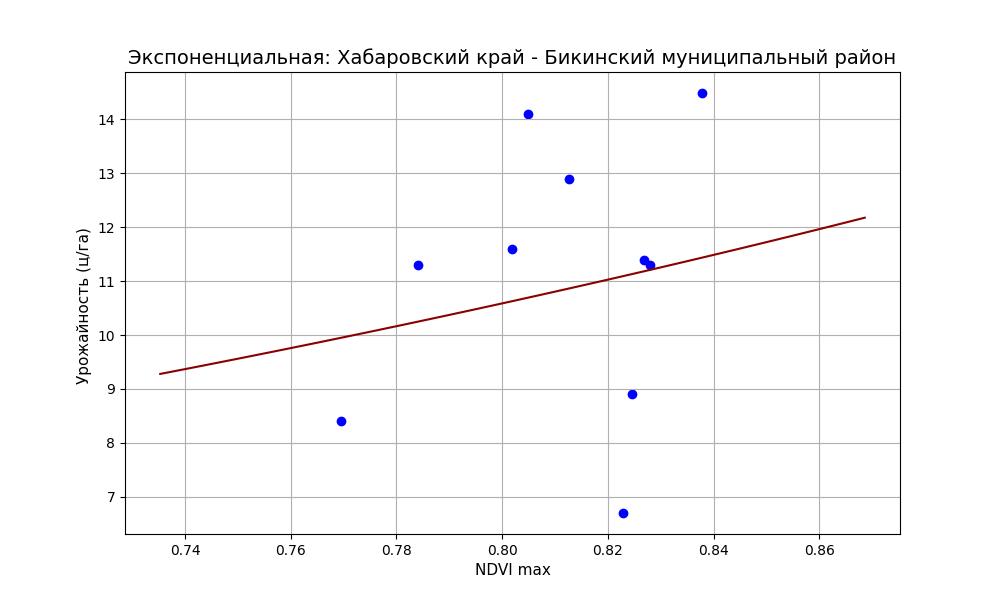 Экспоненциальная: Хабаровский край - Бикинский муниципальный район
Урожайность (ц/га)
14
13
12
11
10
9
8
7
0.74 0.76 0.78 0.80 0.82 0.84 0.86
NDVI max